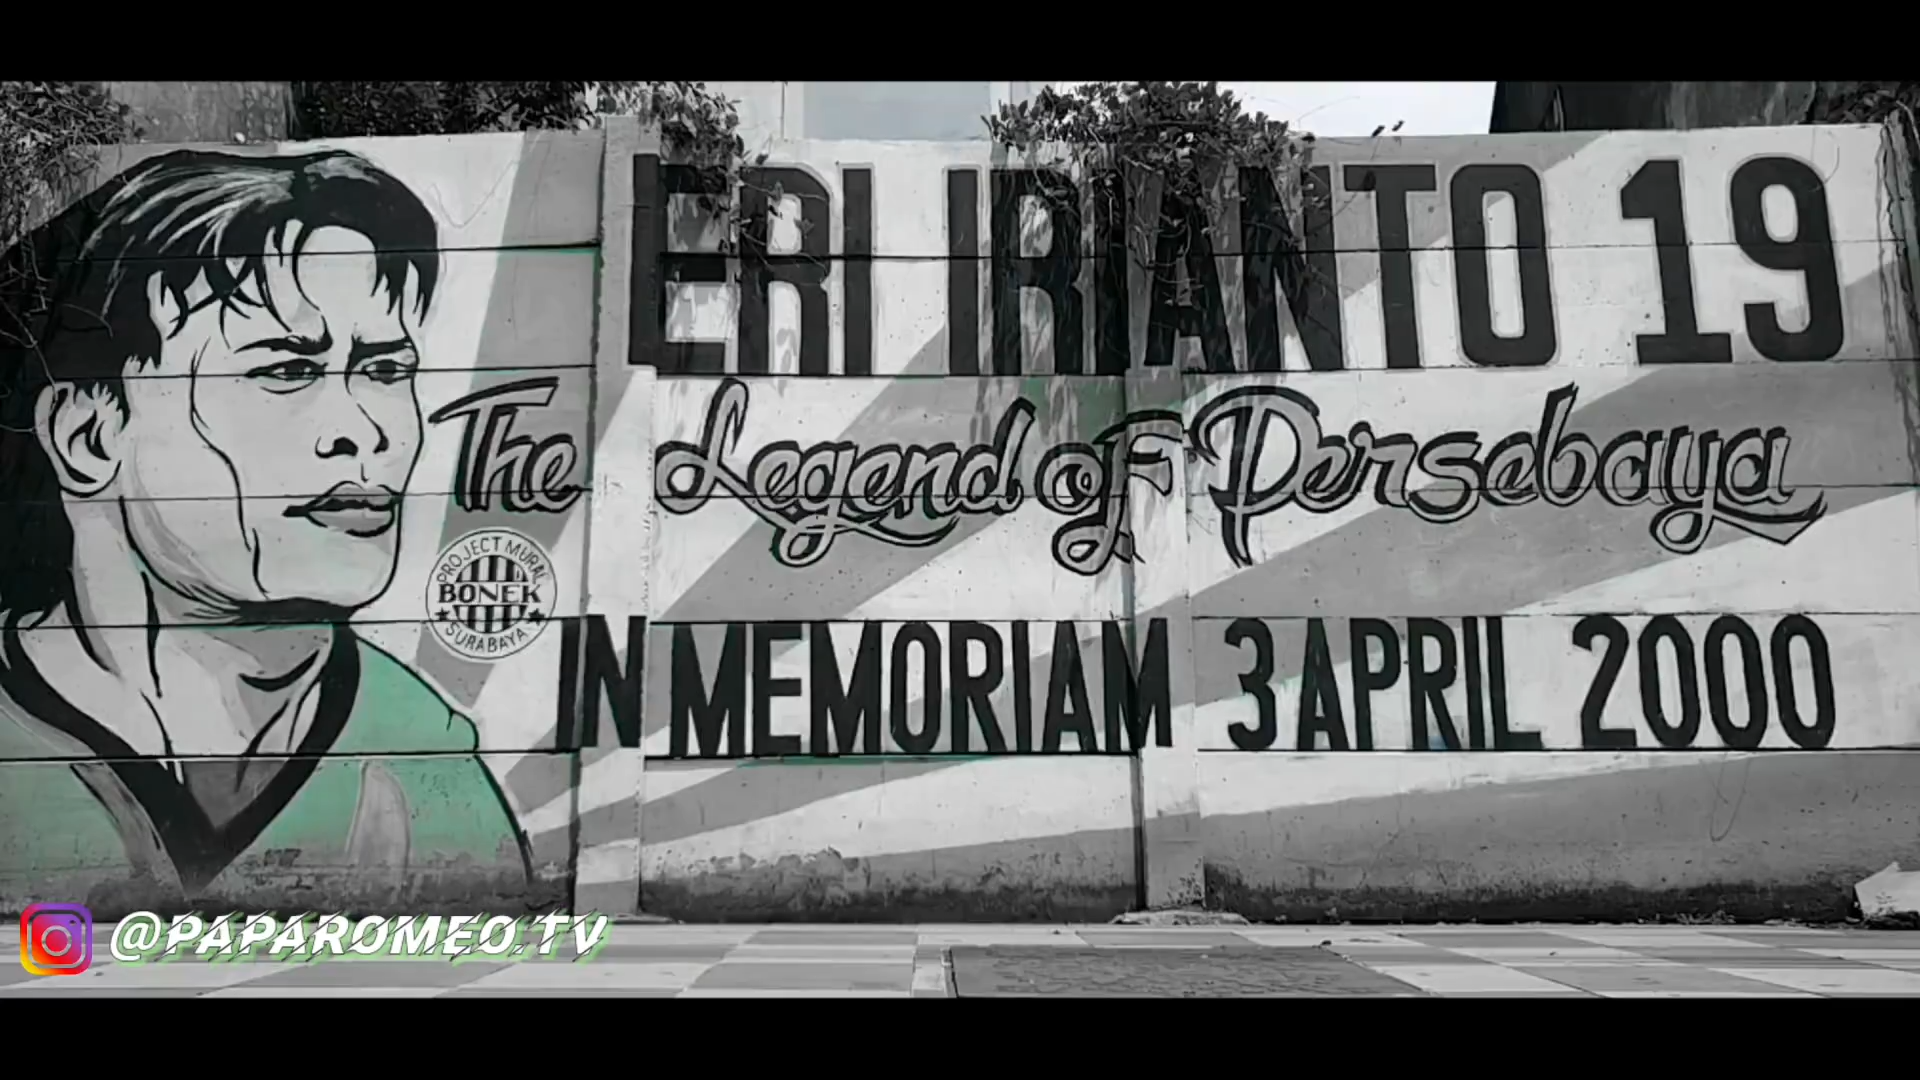 ERI IRIANTO 19
The Legend of Persebaya
PROJECT MURAL
BONEK
SURABAYA
IN MEMORIAM 3 APRIL 2000
@PAPAROMEO.TV